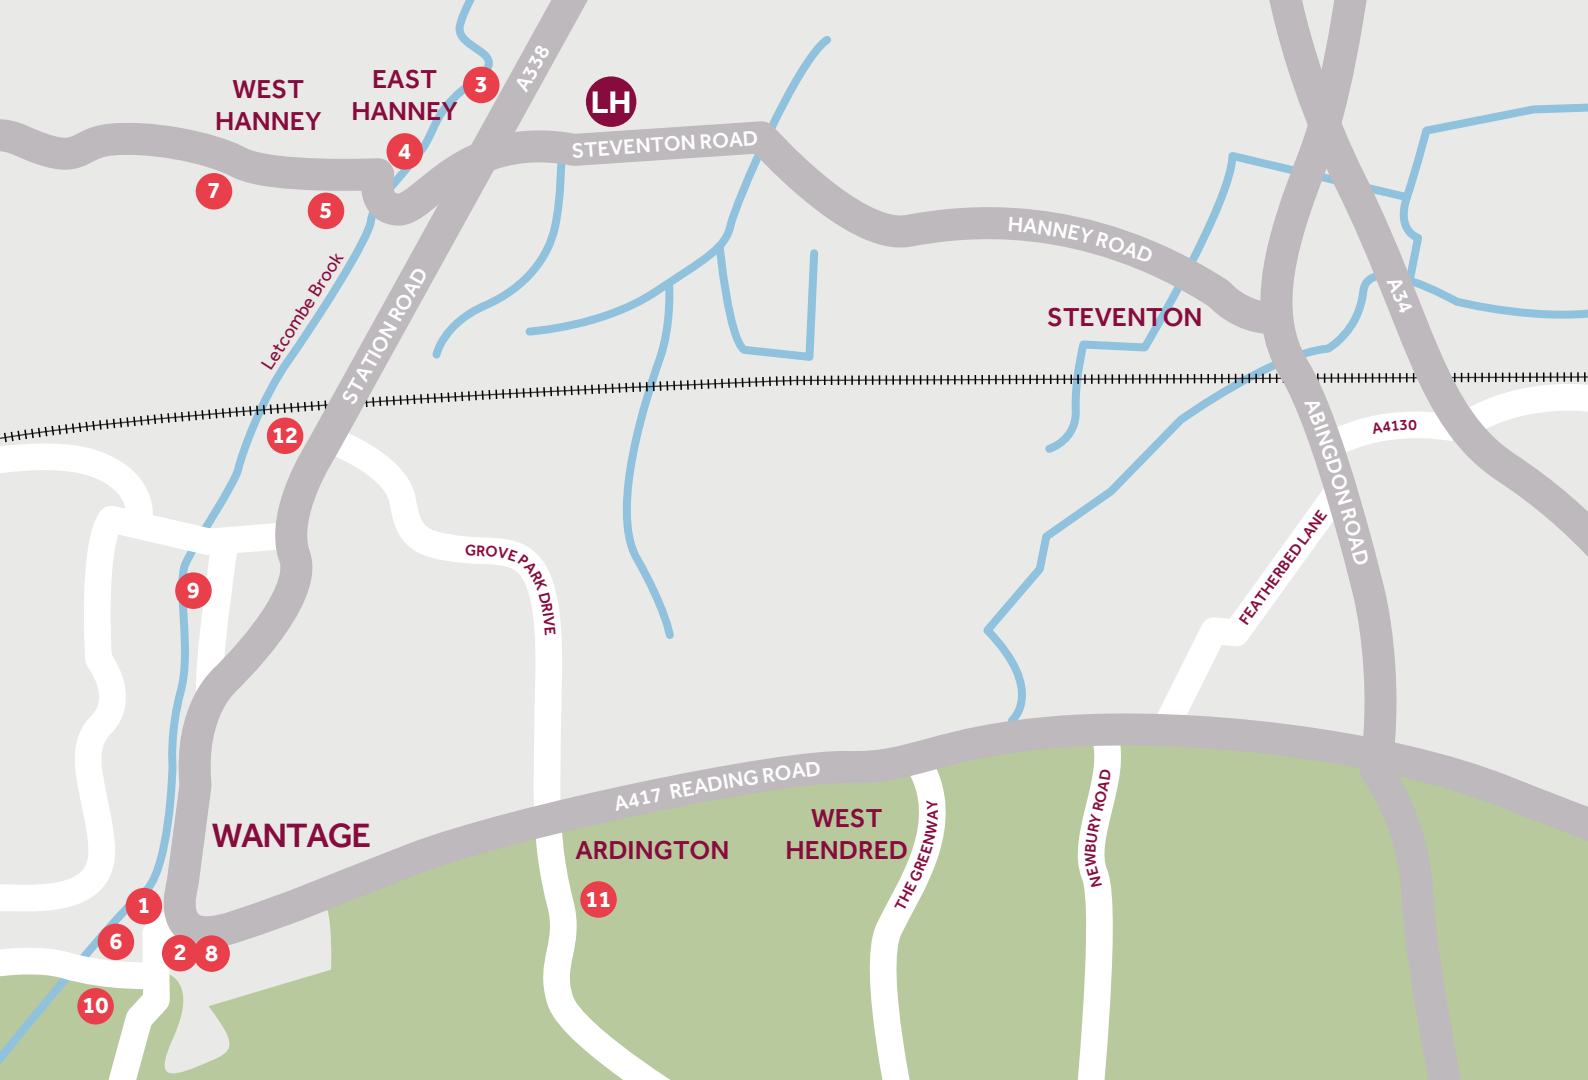 A338
3
EAST
HANNEY
WEST
HANNEY
LH
4
STEVENTON ROAD
7
5
HANNEY ROAD
Letcombe Brook
STATION ROAD
STEVENTON
A34
12
A4130
ABINGDON ROAD
GROVE PARK DRIVE
FEATHERBED LANE
9
A417 READING ROAD
WANTAGE
ARDINGTON
WEST
HENDRED
THE GREENWAY
NEWBURY ROAD
11
1
6
2
8
10